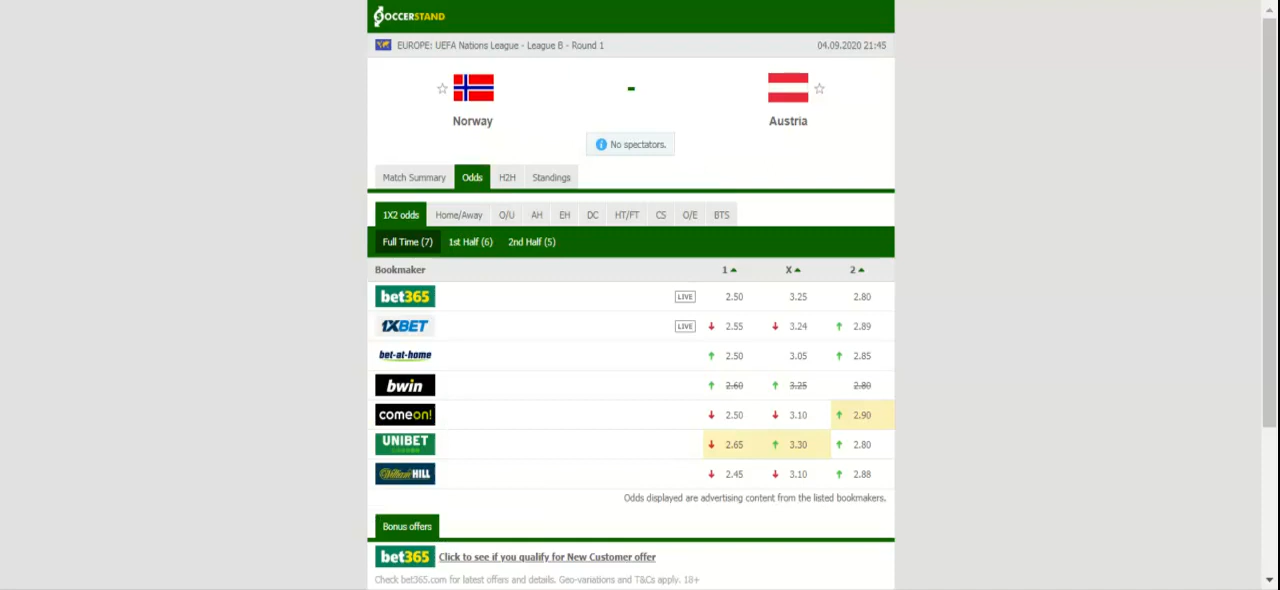 SOCCERSTAND
EUROPE: UEFA Nations League - League B - Round 1 04.09.2020 21:45
-
Norway Austria
No spectators.
Match Summary Odds H2H Standings
1X2 odds Home/Away O/U AH EH DC HT/FT CS O/E BTS
Full Time (7) 1st Half (6) 2nd Half (5)
Bookmaker 1 X 2
bet365 LIVE 2.50 3.25 2.80
1XBET LIVE 2.55 3.24 2.89
bet-at-home 2.50 3.05 2.85
bwin 2.60 3.25 2.80
comeon! 2.50 3.10 2.90
UNIBET 2.65 3.30 2.80
William HILL 2.45 3.10 2.88
Odds displayed are advertising content from the listed bookmakers.
Bonus offers
bet365 Click to see if you qualify for New Customer offer
Check bet365.com for latest offers and details. Geo-variations and T&Cs apply. 18+